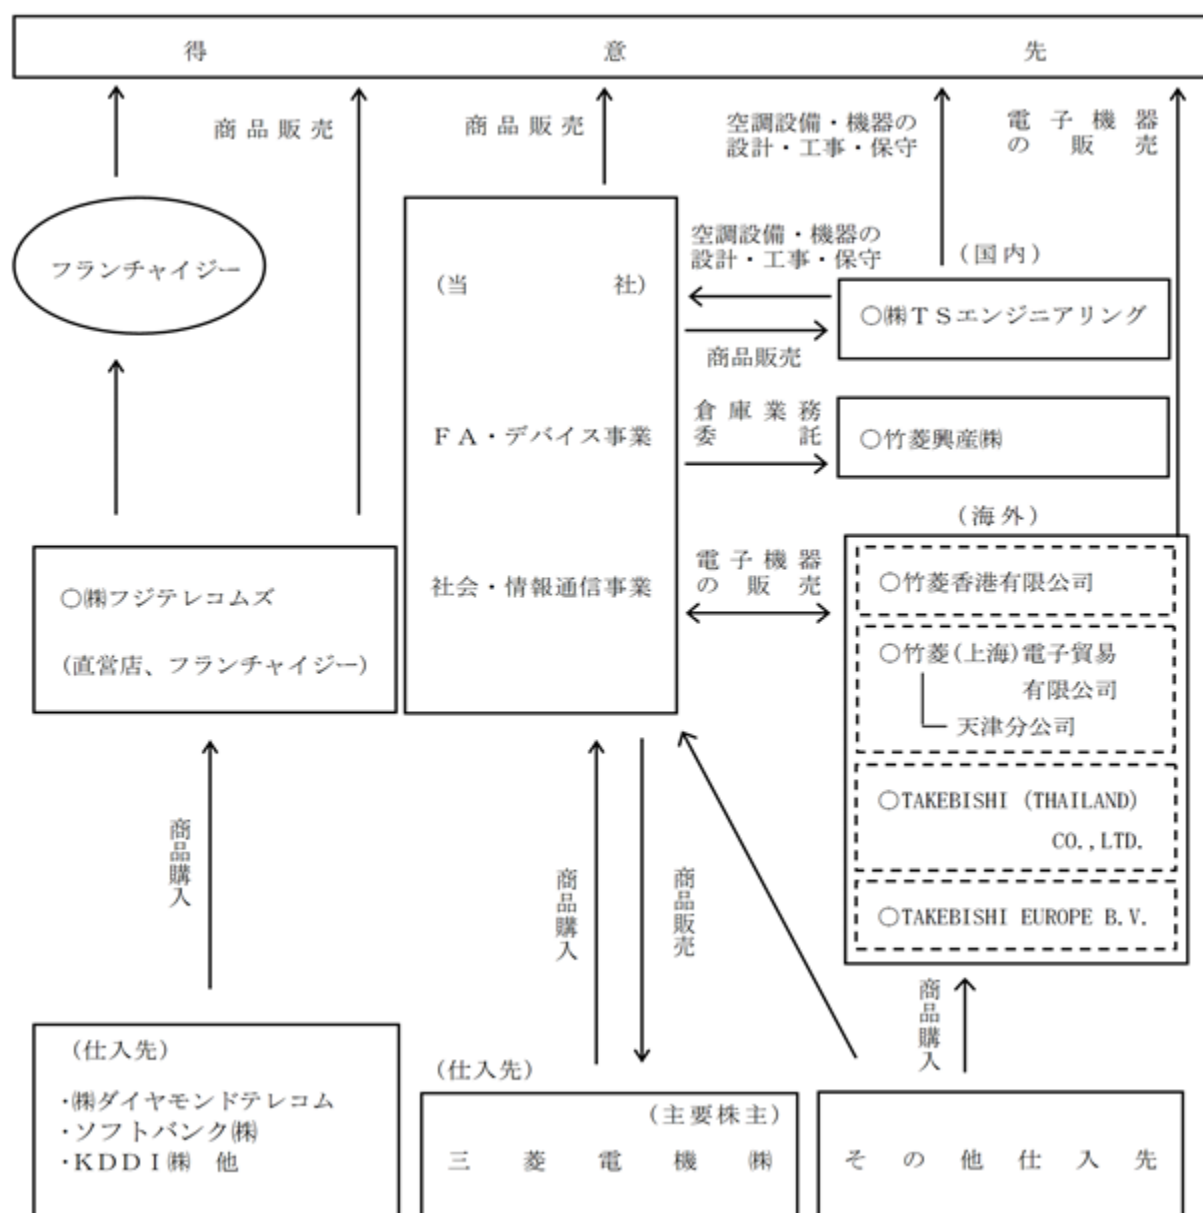 得意先
商品販売
商品販売
空調設備・機器の
設計・工事・保守
電子機器
の販売
フランチャイジー
(当社)
FA・デバイス事業
社会・情報通信事業
空調設備・機器の
設計・工事・保守
(国内)
○㈱TSエンジニアリング
商品販売
倉庫業務
委託
○竹菱興産㈱
(海外)
電子機器
の販売
○竹菱香港有限公司
○竹菱(上海)電子貿易
有限公司
天津分公司
○TAKEBISHI (THAILAND)
CO.,LTD.
○TAKEBISHI EUROPE B.V.
○㈱フジテレコムズ
(直営店、フランチャイジー)
商品購入
商品購入
商品販売
商品購入
(仕入先)
・㈱ダイヤモンドテレコム
・ソフトバンク㈱
・KDDI㈱ 他
(仕入先)
(主要株主)
三菱電機㈱
その他仕入先